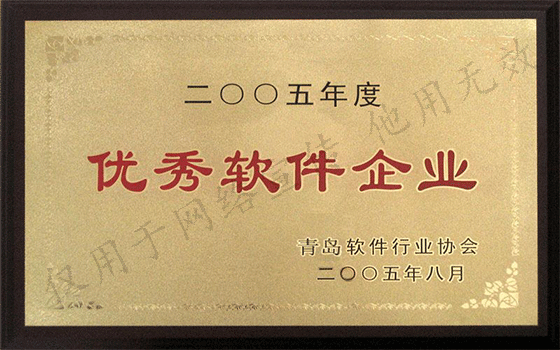 二〇〇五年度
优秀软件企业
青岛软件行业协会
二〇〇五年八月
仅用于网络宣传 他用无效